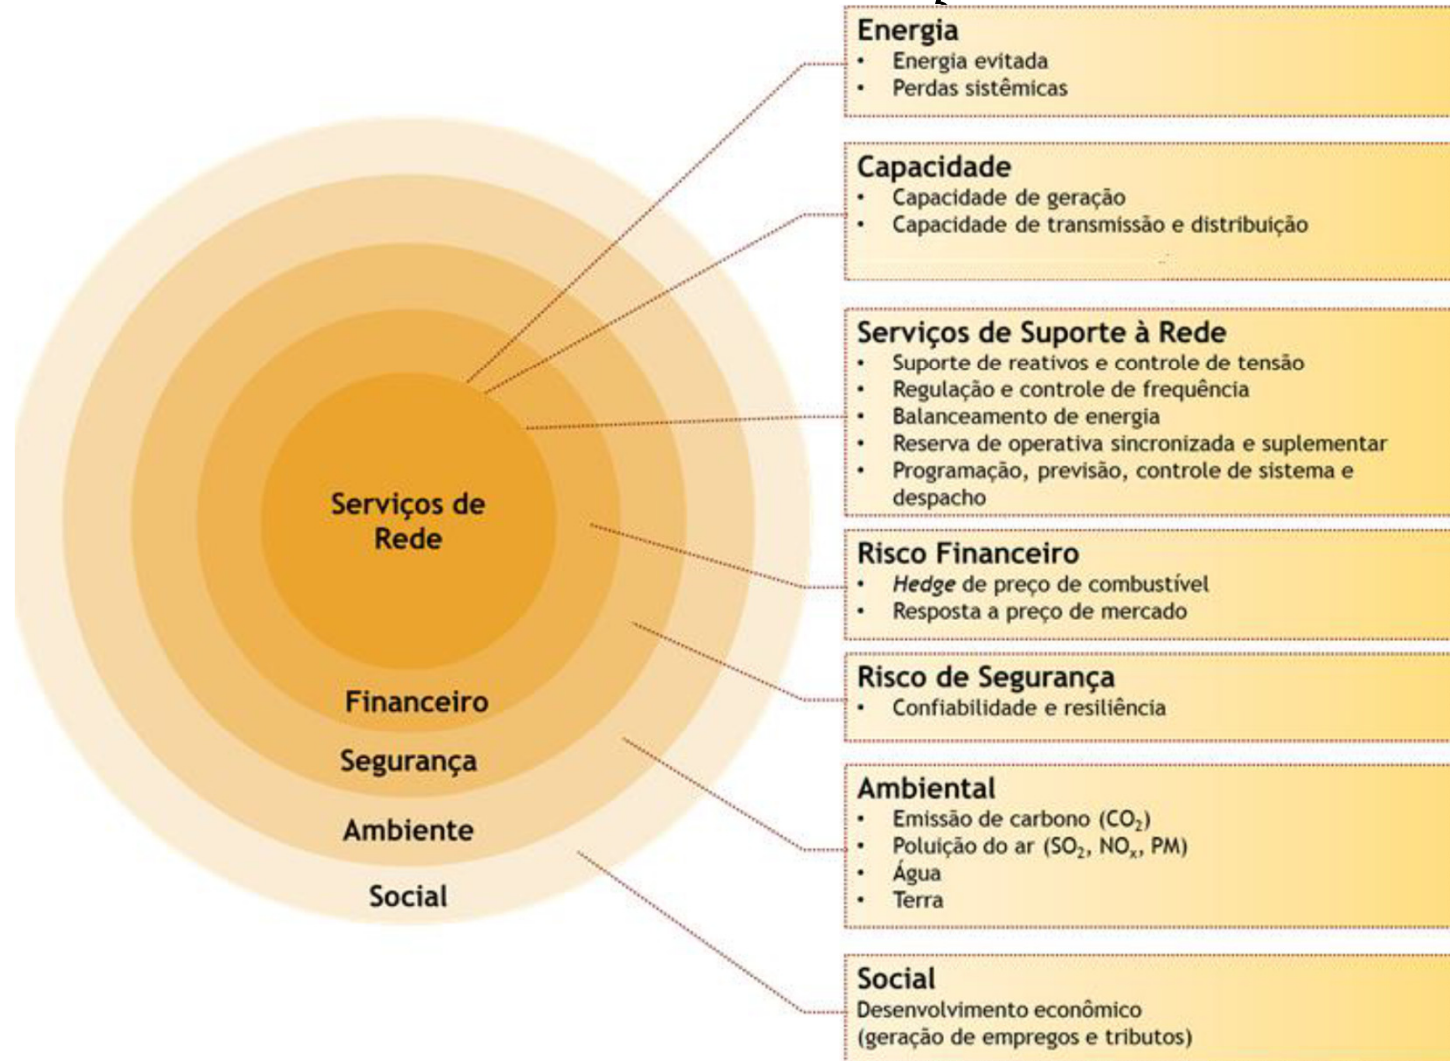 Energia
• Energia evitada
• Perdas sistêmicas
Capacidade
• Capacidade de geração
• Capacidade de transmissão e distribuição
Serviços de Suporte à Rede
• Suporte de reativos e controle de tensão
• Regulação e controle de frequência
• Balanceamento de energia
• Reserva de operativa sincronizada e suplementar
• Programação, previsão, controle de sistema e
despacho
Risco Financeiro
• Hedge de preço de combustível
• Resposta a preço de mercado
Risco de Segurança
• Confiabilidade e resiliência
Ambiental
• Emissão de carbono (CO₂)
• Poluição do ar (SO₂, NOₓ, PM)
• Água
• Terra
Social
Desenvolvimento econômico
(geração de empregos e tributos)
Serviços de
Rede
Financeiro
Segurança
Ambiente
Social